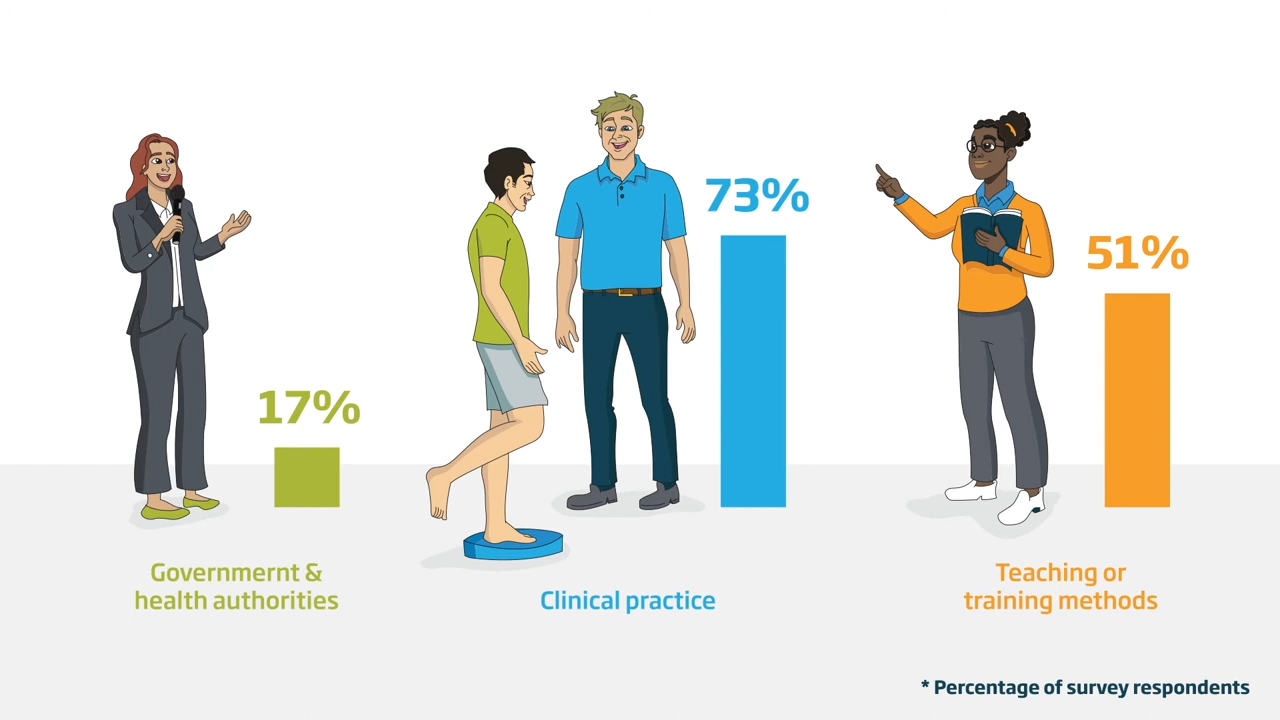 17%
Governmernt &
health authorities
73%
Clinical practice
51%
Teaching or
training methods
* Percentage of survey respondents